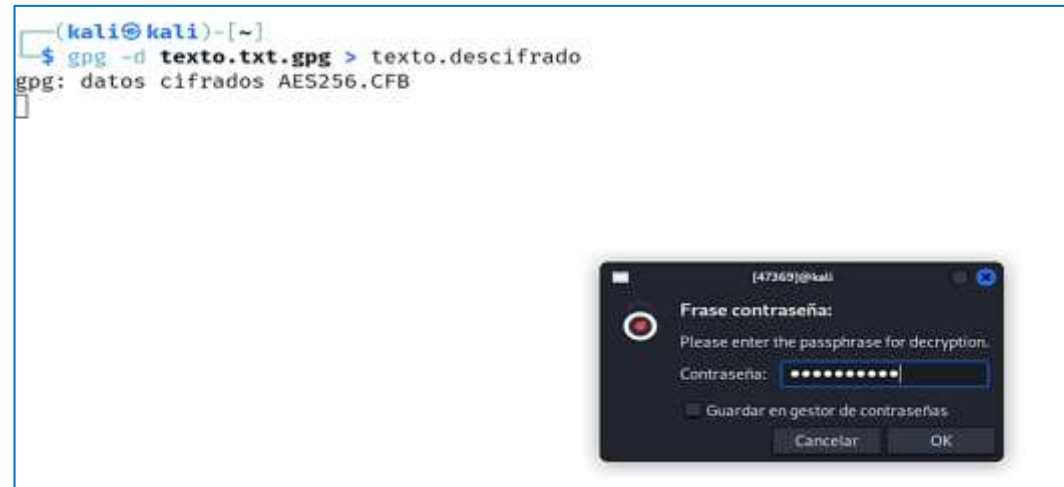 (kali㉿kali)-[~]
$ gpg -d texto.txt.gpg > texto.descifrado
gpg: datos cifrados AES256.CFB
[47369]@kali
Frase contraseña:
Please enter the passphrase for decryption.
Contraseña: ●●●●●●●●●●
Guardar en gestor de contraseñas
Cancelar OK